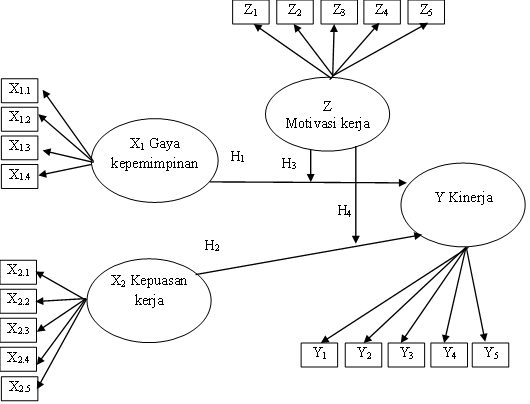 Z1 Z2 Z3 Z4 Z5
X1.1
X1.2
X1.3
X1.4
Z
Motivasi kerja
X1 Gaya
kepemimpinan
H1
H3
Y Kinerja
H4
H2
X2.1
X2.2
X2.3
X2.4
X2.5
X2 Kepuasan
kerja
Y1 Y2 Y3 Y4 Y5